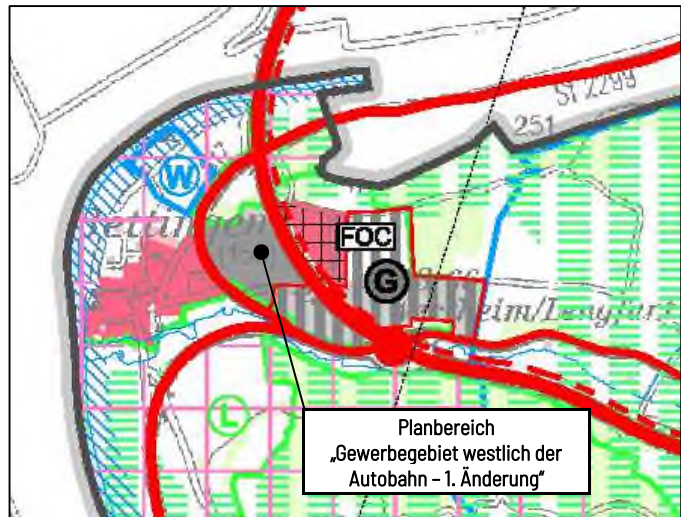 St 2299
251
W
FOC
G
L
Planbereich
„Gewerbegebiet westlich der
Autobahn – 1. Änderung“